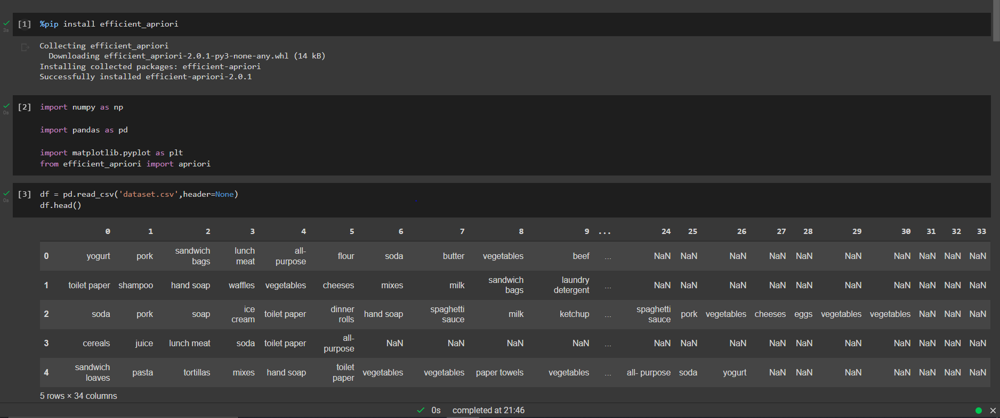 [1] %pip install efficient_apriori
3s
Collecting efficient_apriori
Downloading efficient_apriori-2.0.1-py3-none-any.whl (14 kB)
Installing collected packages: efficient-apriori
Successfully installed efficient-apriori-2.0.1
[2] import numpy as np
0s
import pandas as pd
import matplotlib.pyplot as plt
from efficient_apriori import apriori
[3] df = pd.read_csv('dataset.csv',header=None)
0s
df.head()
0 1 2 3 4 5 6 7 8 9 ... 24 25 26 27 28 29 30 31 32 33
0 yogurt pork sandwich bags lunch meat all- purpose flour soda butter vegetables beef ... NaN NaN NaN NaN NaN NaN NaN NaN NaN NaN
1 toilet paper shampoo hand soap waffles vegetables cheeses mixes milk sandwich bags laundry detergent ... NaN NaN NaN NaN NaN NaN NaN NaN NaN NaN
2 soda pork soap ice cream toilet paper dinner rolls hand soap spaghetti sauce milk ketchup ... spaghetti sauce pork vegetables cheeses eggs vegetables vegetables NaN NaN NaN
3 cereals juice lunch meat soda toilet paper all- purpose NaN NaN NaN NaN ... NaN NaN NaN NaN NaN NaN NaN NaN NaN NaN
4 sandwich loaves pasta tortillas mixes hand soap toilet paper vegetables vegetables paper towels vegetables ... all- purpose soda yogurt NaN NaN NaN NaN NaN NaN NaN
5 rows × 34 columns
0s completed at 21:46